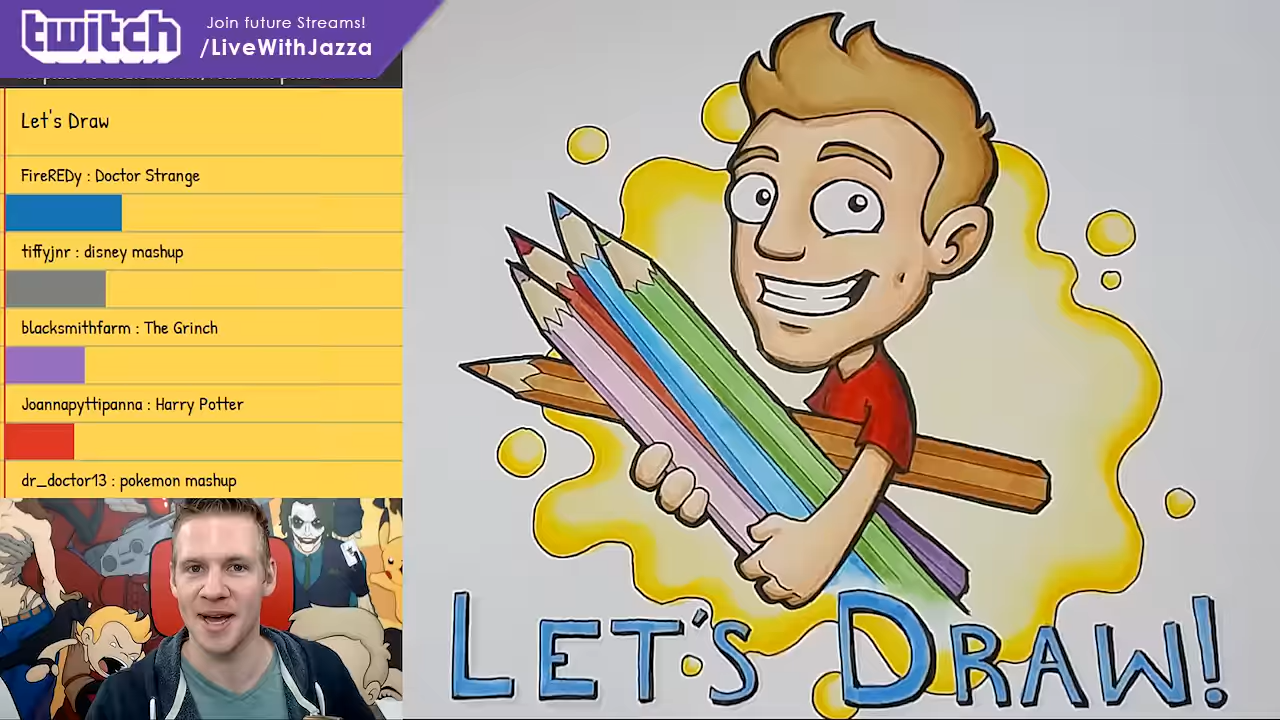 twitch
Join future Streams!
/LiveWithJazza
Let's Draw
FireREDy : Doctor Strange
tiffyjnr : disney mashup
blacksmithfarm : The Grinch
Joannapyttipanna : Harry Potter
dr_doctor13 : pokemon mashup
LET'S DRAW!